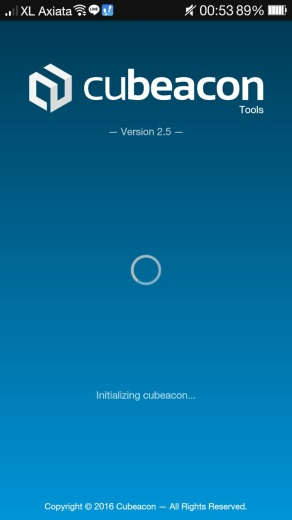 XL Axiata 00:53 89%
cubeacon
Tools
— Version 2.5 —
Initializing cubeacon...
Copyright © 2016 Cubeacon — All Rights Reserved.